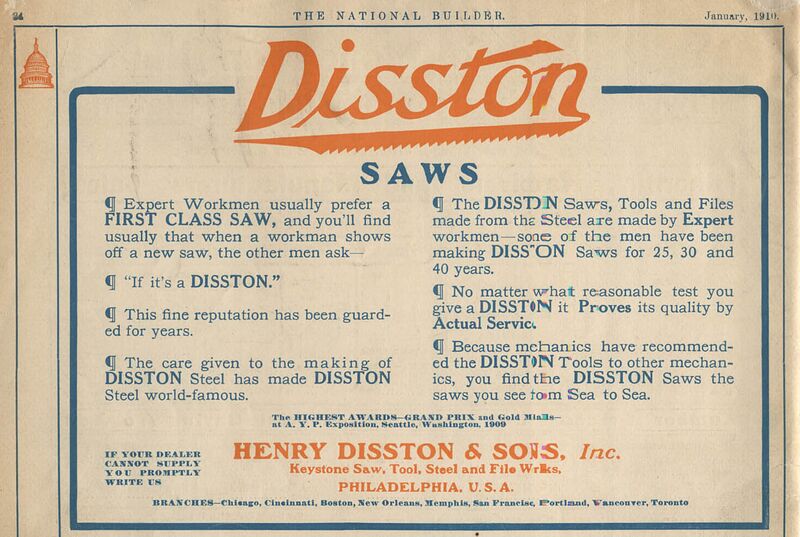 24 THE NATIONAL BUILDER. January, 1910.
Disston
SAWS
¶ Expert Workmen usually prefer a
FIRST CLASS SAW, and you'll find
usually that when a workman shows
off a new saw, the other men ask—
¶ "If it's a DISSTON."
¶ This fine reputation has been guard-
ed for years.
¶ The care given to the making of
DISSTON Steel has made DISSTON
Steel world-famous.
¶ The DISSTON Saws, Tools and Files
made from the Steel are made by Expert
workmen—some of the men have been
making DISSTON Saws for 25, 30 and
40 years.
¶ No matter what reasonable test you
give a DISSTON it Proves its quality by
Actual Servic.
¶ Because mehanics have recommend-
ed the DISSTON Tools to other mechan-
ics, you find the DISSTON Saws the
saws you see Sea to Sea.
The HIGHEST AWARDS—GRAND PRIX and Gold
at A. Y. P. Exposition, Seattle, Washington, 1909
IF YOUR DEALER
CANNOT SUPPLY
YOU PROMPTLY
WRITE US
HENRY DISSTON & SONS, Inc.
Keystone Saw, Tool, Steel and File Wrks,
PHILADELPHIA, U. S. A.
BRANCHES—Chicago, Cincinnati, Boston, New Orleans, Memphis, San Francisc, Portland, Vancouver, Toronto